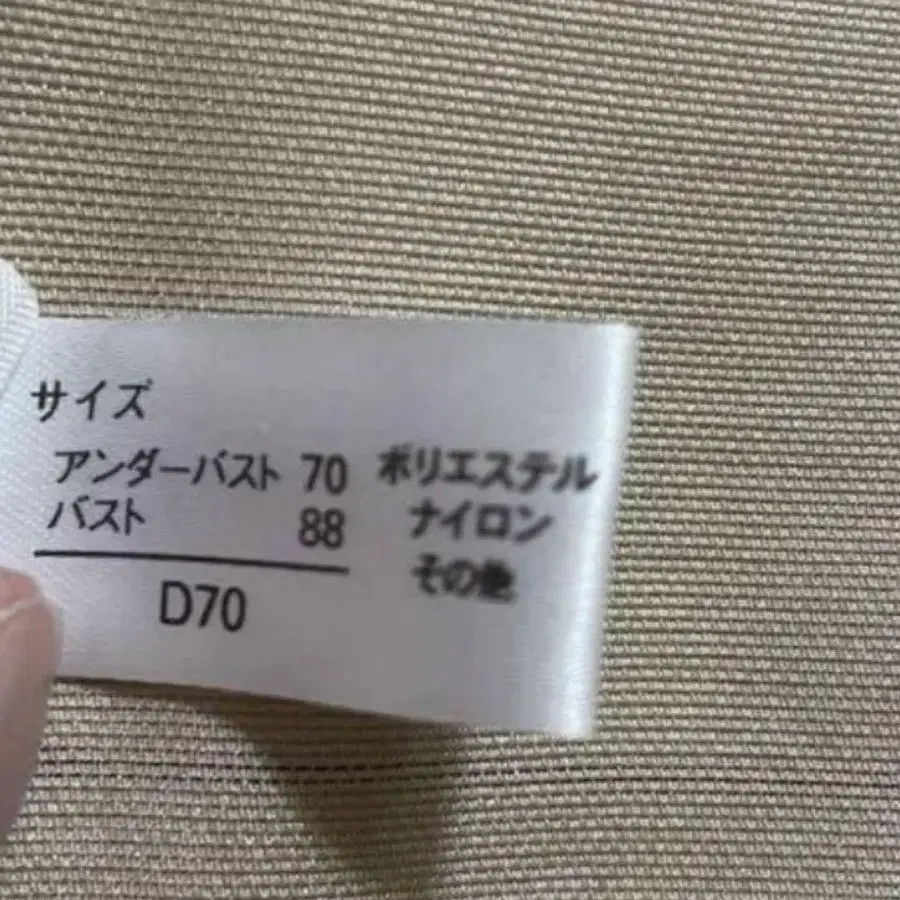 サイズ
アンダーバスト 70
バスト 88
D70
ポリエステル
ナイロン
その他